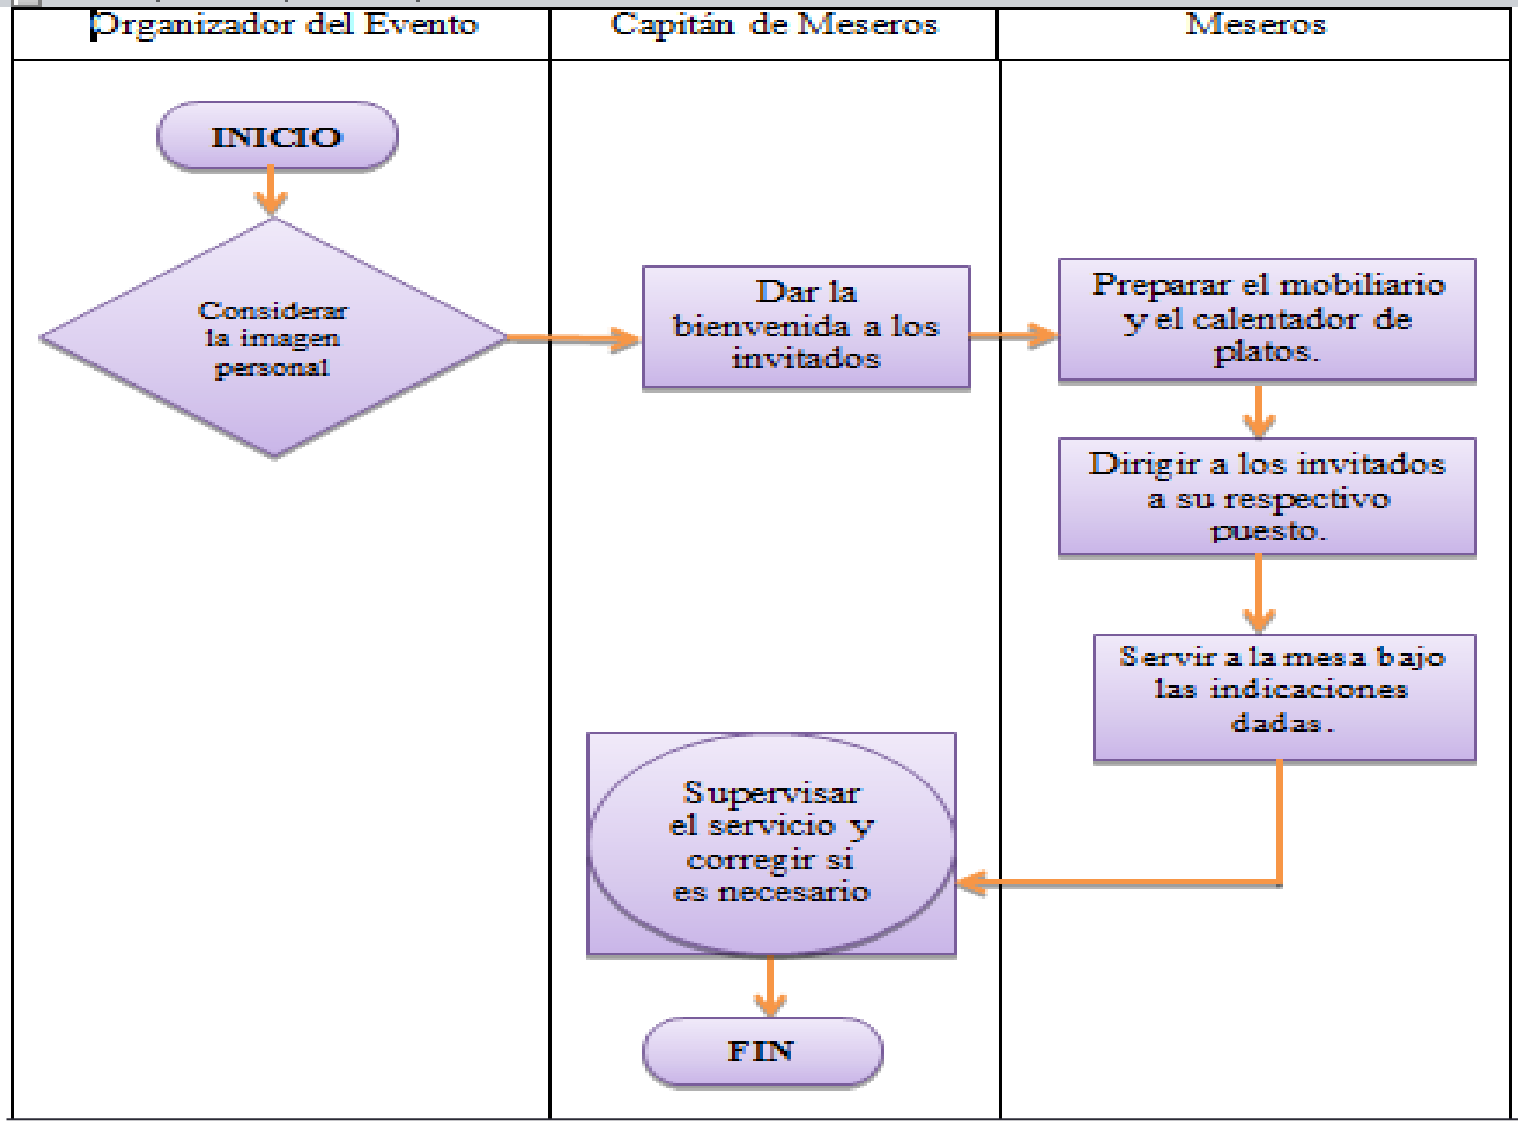 Organizador del Evento
Capitán de Meseros
Meseros
INICIO
Considerar
la imagen
personal
Dar la
bienvenida a los
invitados
Preparar el mobiliario
y el calentador de
platos.
Dirigir a los invitados
a su respectivo
puesto.
Servir a la mesa bajo
las indicaciones
dadas.
Supervisar
el servicio y
corregir si
es necesario
FIN